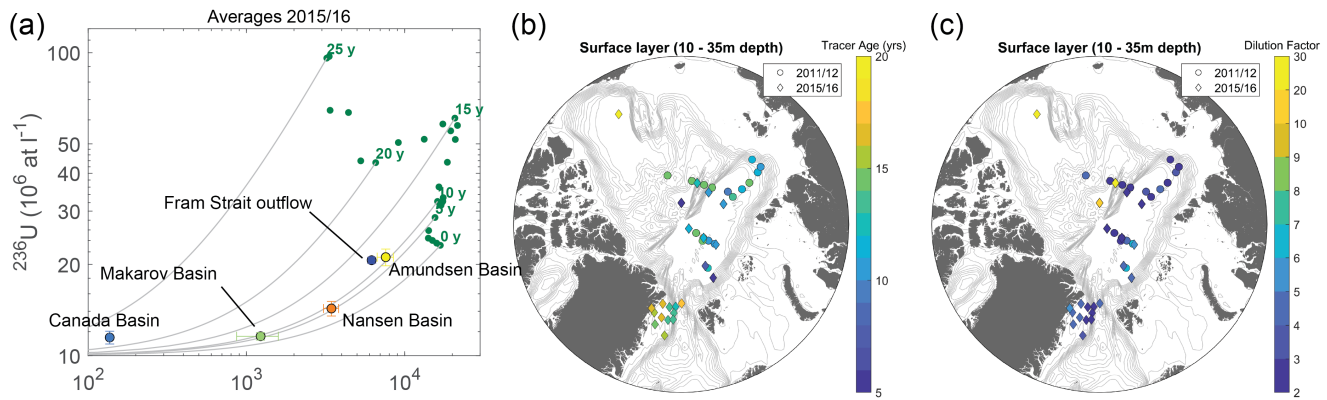 (a)
Averages 2015/16
²³⁶U (10⁶ at l⁻¹)
100
50
40
30
20
10
10²
10³
10⁴
25 y
15 y
20 y
10 y
5 y
0 y
Fram Strait outflow
Makarov Basin
Amundsen Basin
Canada Basin
Nansen Basin
(b)
Surface layer (10 - 35m depth)
Tracer Age (yrs)
2011/12
2015/16
20
15
10
5
(c)
Surface layer (10 - 35m depth)
Dilution Factor
2011/12
2015/16
30
20
10
9
8
7
6
5
4
3
2